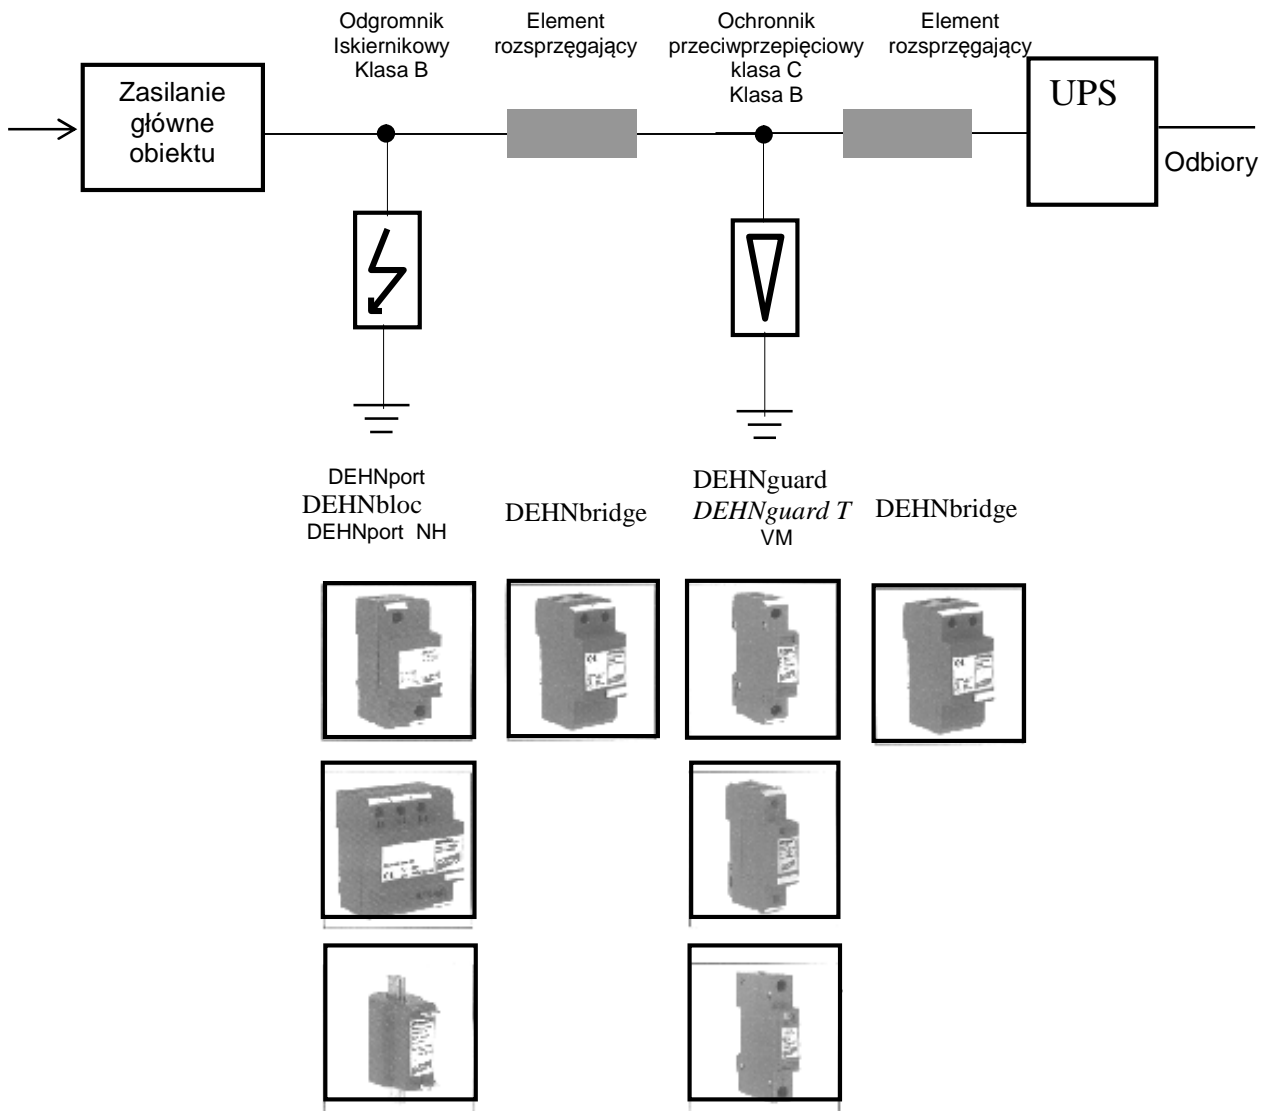 Odgromnik
Iskiernikowy
Klasa B
Element
rozsprzęgający
Ochronnik
przeciwprzepięciowy
klasa C
Klasa B
Element
rozsprzęgający
Zasilanie
główne
obiektu
UPS
Odbiory
DEHNport
DEHNbloc
DEHNport NH
DEHNbridge
DEHNguard
DEHNguard T
VM
DEHNbridge